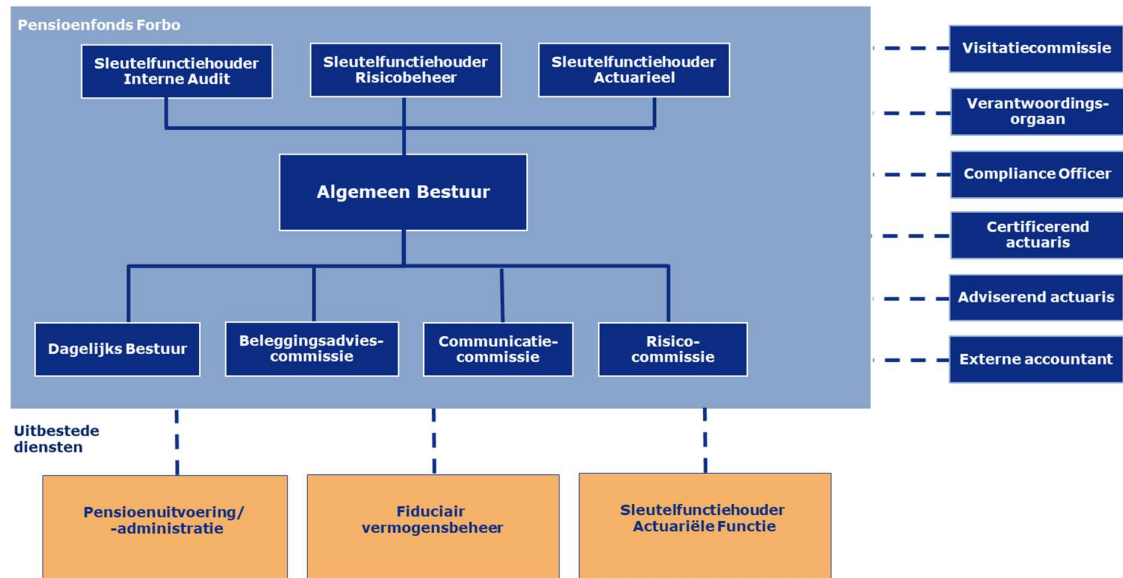 Pensioenfonds Forbo
Sleutelfunctiehouder
Interne Audit
Sleutelfunctiehouder
Risicobeheer
Sleutelfunctiehouder
Actuarieel
Algemeen Bestuur
Dagelijks Bestuur
Beleggingsadvies-
commissie
Communicatie-
commissie
Risico-
commissie
Visitatiecommissie
Verantwoordings-
orgaan
Compliance Officer
Certificerend
actuaris
Adviserend actuaris
Externe accountant
Uitbestede
diensten
Pensioenuitvoering/
-administratie
Fiduciair
vermogensbeheer
Sleutelfunctiehouder
Actuariële Functie